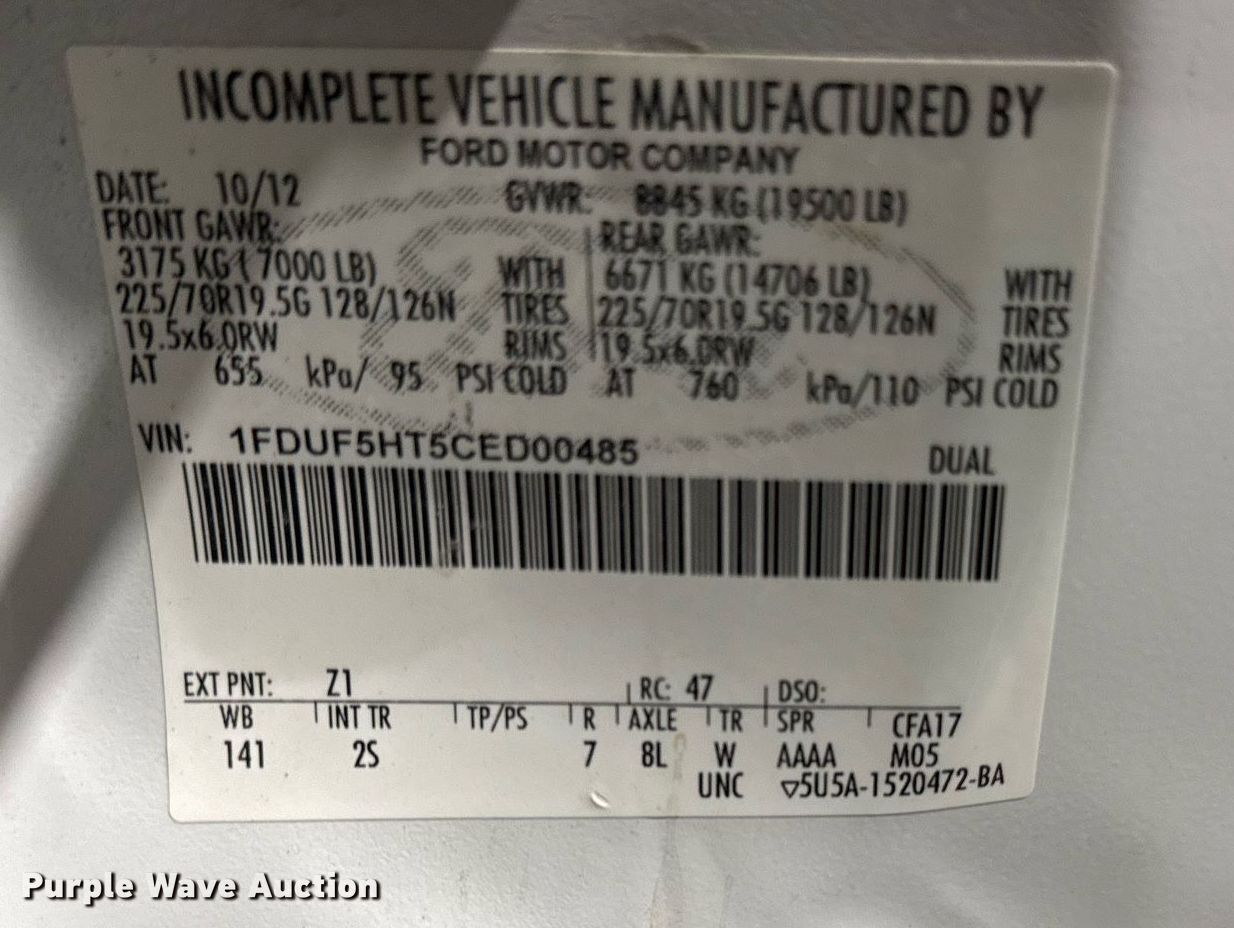 INCOMPLETE VEHICLE MANUFACTURED BY
FORD MOTOR COMPANY
DATE: 10/12 GVWR: 8845 KG (19500 LB)
FRONT GAWR: REAR GAWR:
3175 KG ( 7000 LB) WITH 6671 KG (14706 LB) WITH
225/70R19.5G 128/126N TIRES 225/70R19.5G 128/126N TIRES
19.5x6.0RW RIMS 19.5x6.0RW RIMS
AT 655 kPa/ 95 PSI COLD AT 760 kPa/110 PSI COLD
VIN: 1FDUF5HT5CED00485
DUAL
EXT PNT: Z1 RC: 47 DSO:
WB INT TR TP/PS R AXLE TR SPR CFA17
141 2S 7 8L W AAAA M05
UNC ▽5U5A-1520472-BA
Purple Wave Auction